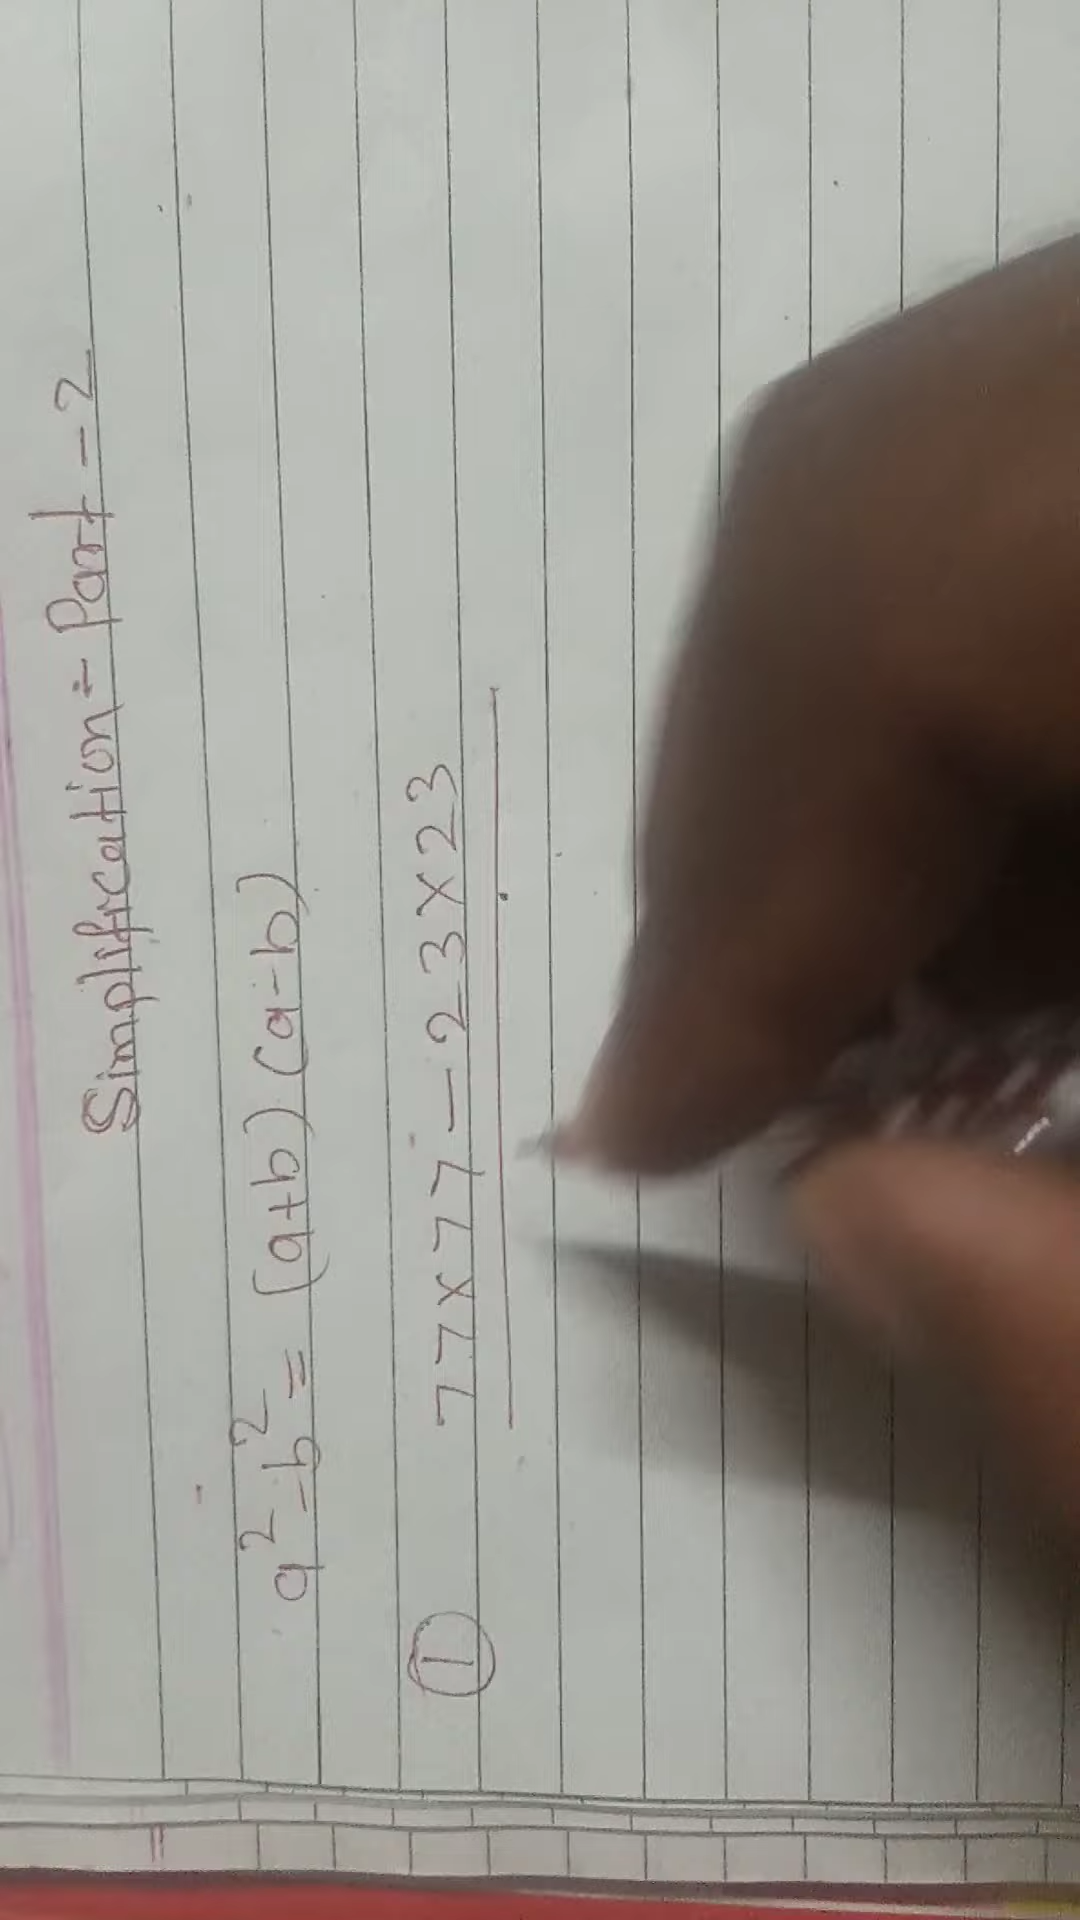 Simplification:- Part - 2
a² - b² = (a+b) (a-b)
① 77×77 - 23×23